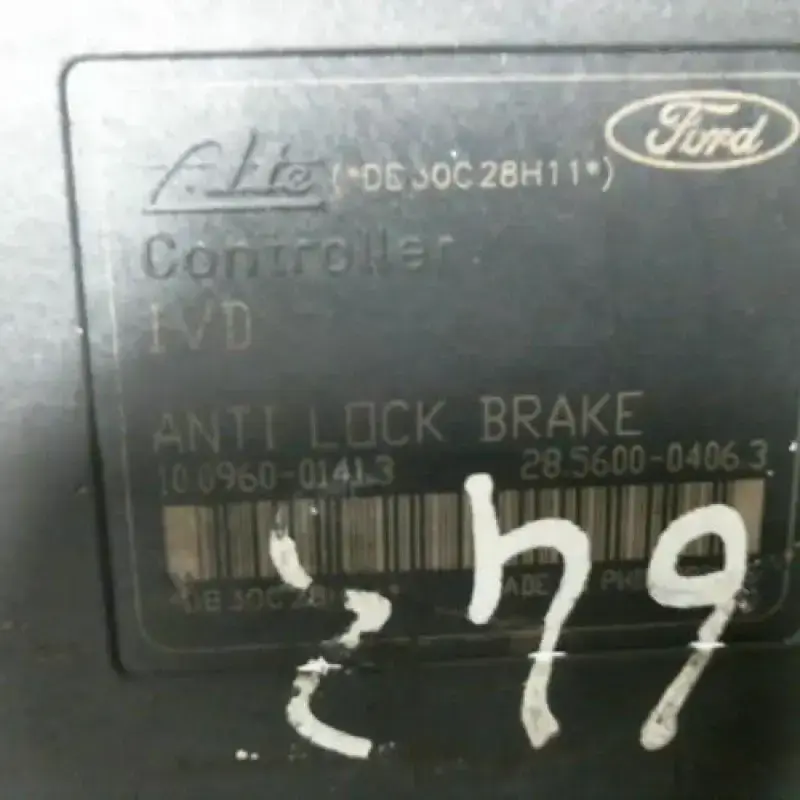 Ford
Ate (*DE30C28H11*)
Controller
IVD
ANTI LOCK BRAKE
10.0960-0141.3 28.5600-0406.3